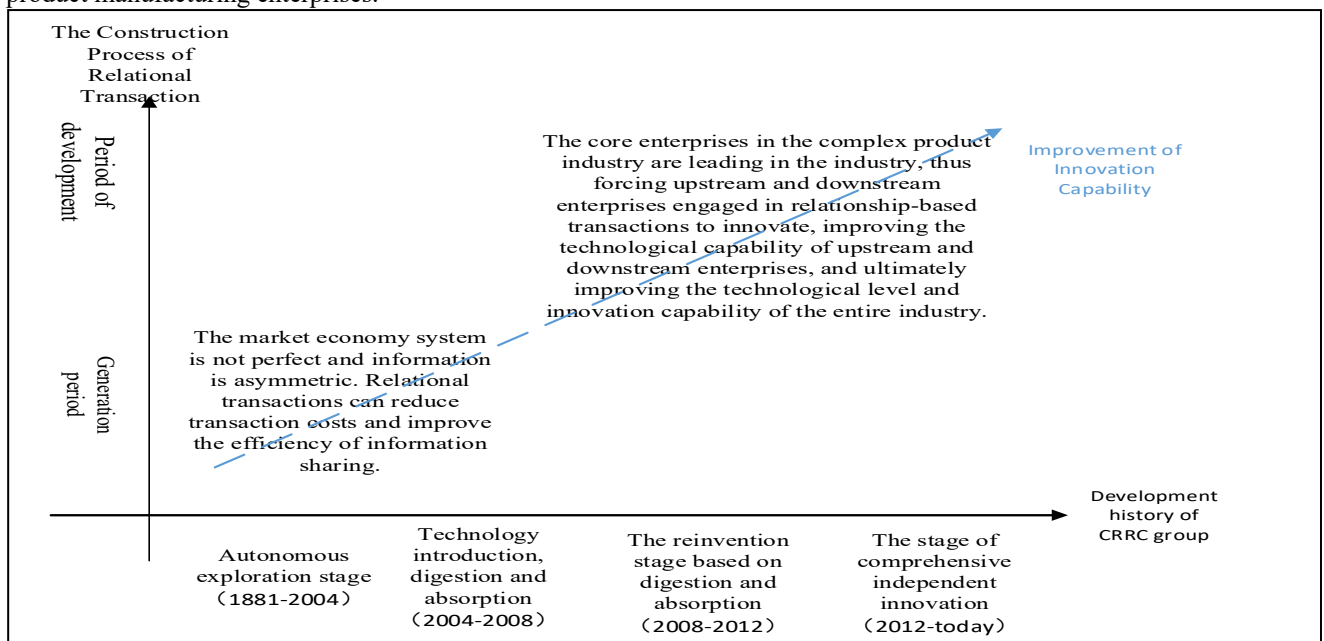 product manufacturing enterprises.
The Construction
Process of
Relational
Transaction
Period of
development
The core enterprises in the complex product
industry are leading in the industry, thus
forcing upstream and downstream
enterprises engaged in relationship-based
transactions to innovate, improving the
technological capability of upstream and
downstream enterprises, and ultimately
improving the technological level and
innovation capability of the entire industry.
Improvement of
Innovation
Capability
Generation
period
The market economy system
is not perfect and information
is asymmetric. Relational
transactions can reduce
transaction costs and improve
the efficiency of information
sharing.
Development
history of
CRRC group
Autonomous
exploration stage
（1881-2004）
Technology
introduction,
digestion and
absorption
（2004-2008）
The reinvention
stage based on
digestion and
absorption
（2008-2012）
The stage of
comprehensive
independent
innovation
（2012-today）